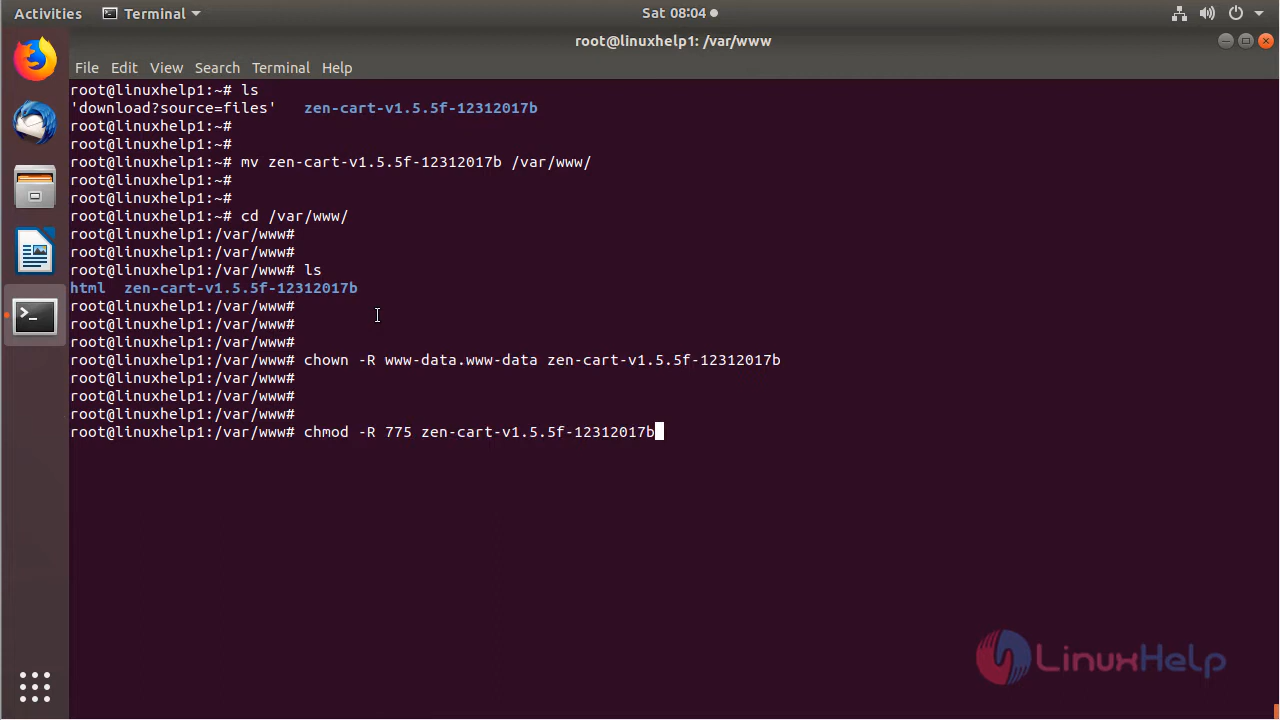 Activities Terminal Sat 08:04
root@linuxhelp1: /var/www
File Edit View Search Terminal Help
root@linuxhelp1:~# ls
'download?source=files' zen-cart-v1.5.5f-12312017b
root@linuxhelp1:~#
root@linuxhelp1:~#
root@linuxhelp1:~# mv zen-cart-v1.5.5f-12312017b /var/www/
root@linuxhelp1:~#
root@linuxhelp1:~#
root@linuxhelp1:~# cd /var/www/
root@linuxhelp1:/var/www#
root@linuxhelp1:/var/www#
root@linuxhelp1:/var/www# ls
html zen-cart-v1.5.5f-12312017b
root@linuxhelp1:/var/www#
root@linuxhelp1:/var/www#
root@linuxhelp1:/var/www#
root@linuxhelp1:/var/www# chown -R www-data.www-data zen-cart-v1.5.5f-12312017b
root@linuxhelp1:/var/www#
root@linuxhelp1:/var/www#
root@linuxhelp1:/var/www#
root@linuxhelp1:/var/www# chmod -R 775 zen-cart-v1.5.5f-12312017b
LinuxHelp